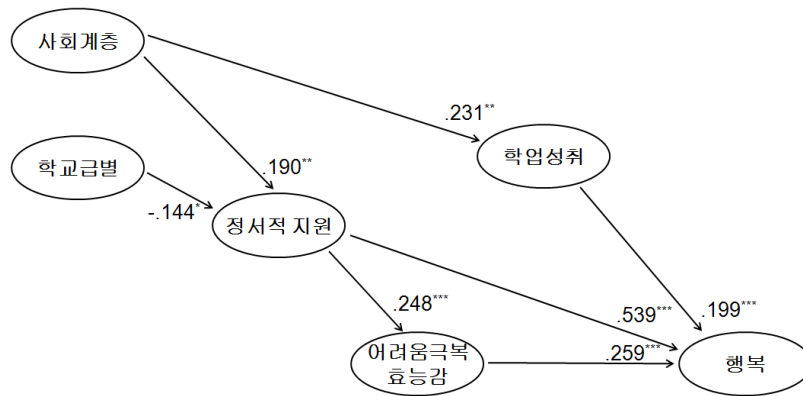 사회계층
.231**
학업성취
학교급별
.190**
-.144*
정서적 지원
.248***
.539***
.199***
어려움극복
효능감
.259***
행복